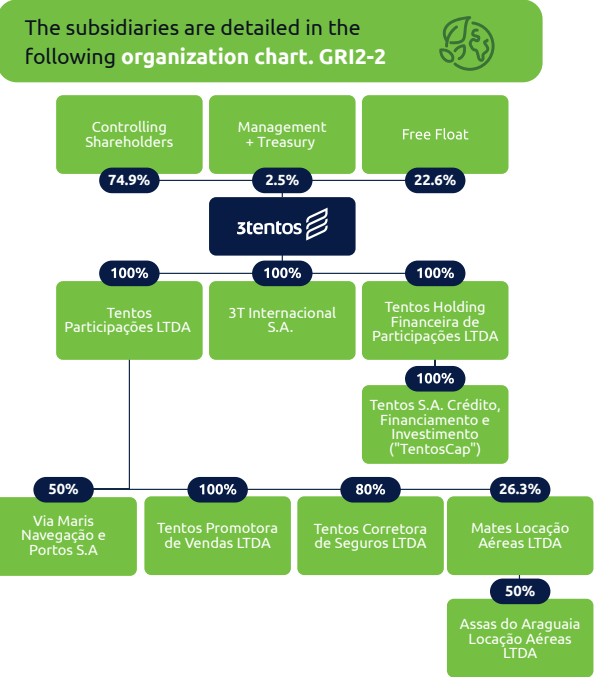 The subsidiaries are detailed in the
following organization chart. GRI2-2
Controlling
Shareholders
Management
+ Treasury
Free Float
74.9%
2.5%
22.6%
3tentos
100%
100%
100%
Tentos
Participações LTDA
3T Internacional
S.A.
Tentos Holding
Financeira de
Participações LTDA
100%
Tentos S.A. Crédito,
Financiamento e
Investimento
("TentosCap")
50%
100%
80%
26.3%
Via Maris
Navegação e
Portos S.A
Tentos Promotora
de Vendas LTDA
Tentos Corretora
de Seguros LTDA
Mates Locação
Aéreas LTDA
50%
Assas do Araguaia
Locação Aéreas
LTDA